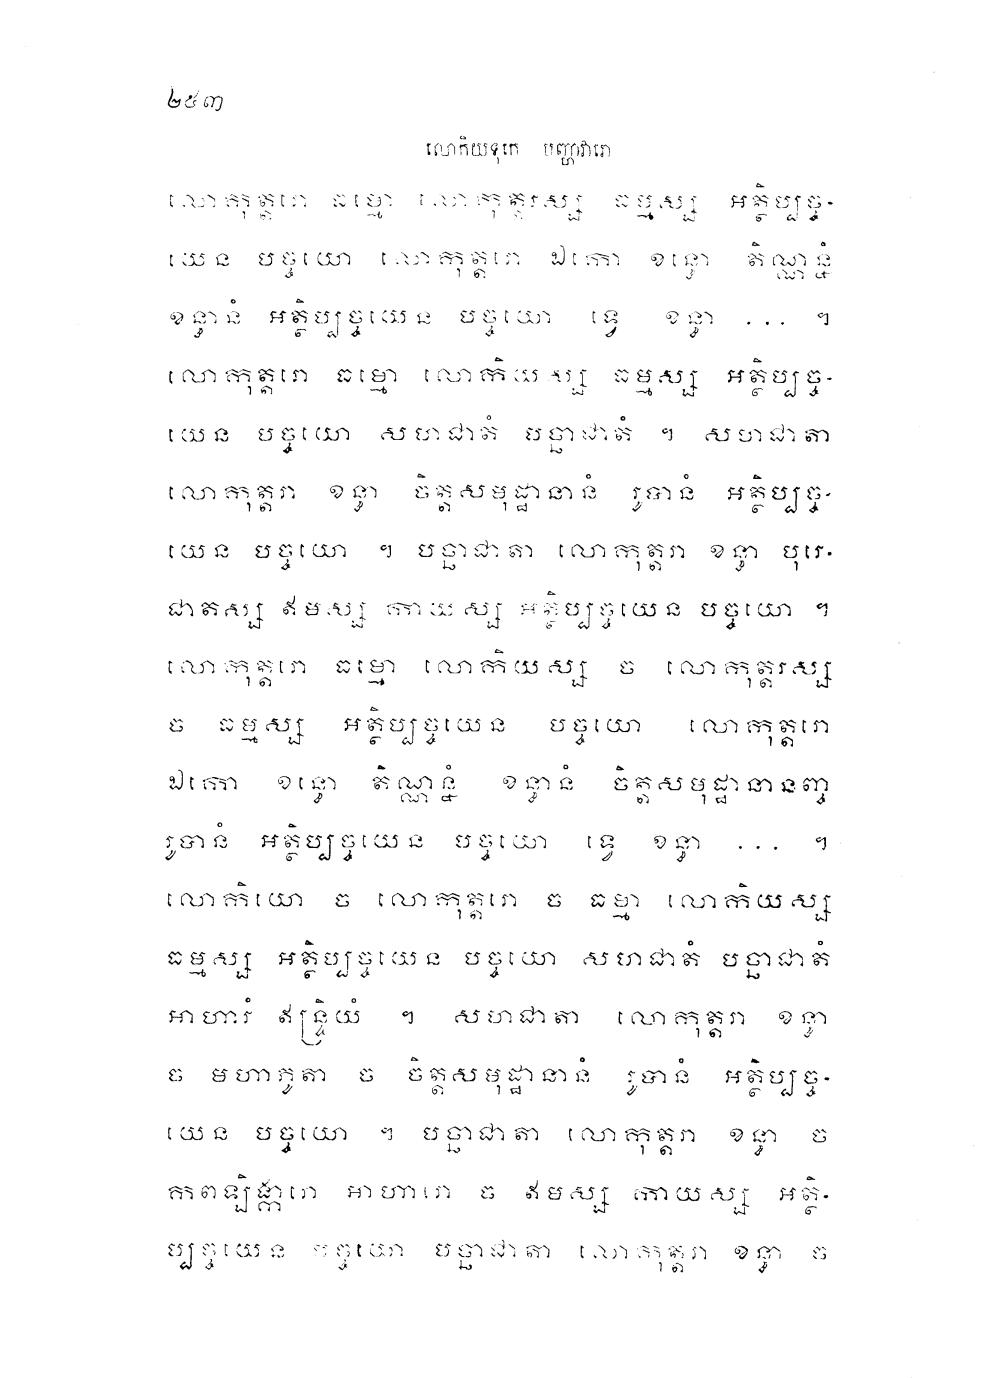 ២៥៣
លោកិយទុកេ បញ្ហាវារោ
លោកុត្តរោ ធម្មោ លោកុត្តរស្ស ធម្មស្ស អត្ថិប្បច្ច-
យេន បច្ចយោ លោកុត្តរោ ឯកោ ខន្ធោ តិណ្ណន្នំ
ខន្ធានំ អត្ថិប្បច្ចយេន បច្ចយោ ទ្វេ ខន្ធា ... ។
លោកុត្តរោ ធម្មោ លោកិយស្ស ធម្មស្ស អត្ថិប្បច្ច-
យេន បច្ចយោ សហជាតំ បច្ឆាជាតំ ។ សហជាតា
លោកុត្តរា ខន្ធា ចិត្តសមុដ្ឋានានំ រូបានំ អត្ថិប្បច្ច-
យេន បច្ចយោ ។ បច្ឆាជាតា លោកុត្តរា ខន្ធា បុរេ-
ជាតស្ស ឥមស្ស កាយស្ស អត្ថិប្បច្ចយេន បច្ចយោ ។
លោកុត្តរោ ធម្មោ លោកិយស្ស ច លោកុត្តរស្ស
ច ធម្មស្ស អត្ថិប្បច្ចយេន បច្ចយោ លោកុត្តរោ
ឯកោ ខន្ធោ តិណ្ណន្នំ ខន្ធានំ ចិត្តសមុដ្ឋានានញ្ច
រូបានំ អត្ថិប្បច្ចយេន បច្ចយោ ទ្វេ ខន្ធា ... ។
លោកិយោ ច លោកុត្តរោ ច ធម្មា លោកិយស្ស
ធម្មស្ស អត្ថិប្បច្ចយេន បច្ចយោ សហជាតំ បច្ឆាជាតំ
អាហារំ ឥន្ទ្រិយំ ។ សហជាតា លោកុត្តរា ខន្ធា
ច មហាភូតា ច ចិត្តសមុដ្ឋានានំ រូបានំ អត្ថិប្បច្ច-
យេន បច្ចយោ ។ បច្ឆាជាតា លោកុត្តរា ខន្ធា ច
កពឡិង្ការោ អាហារោ ច ឥមស្ស កាយស្ស អត្ថិ-
ប្បច្ចយេន បច្ចយោ បច្ឆាជាតា លោកុត្តរា ខន្ធា ច